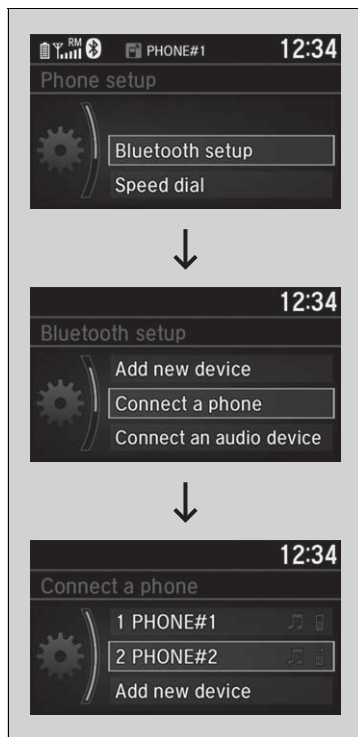 RM
PHONE#1 12:34
Phone setup
Bluetooth setup
Speed dial
12:34
Bluetooth setup
Add new device
Connect a phone
Connect an audio device
12:34
Connect a phone
1 PHONE#1
2 PHONE#2
Add new device